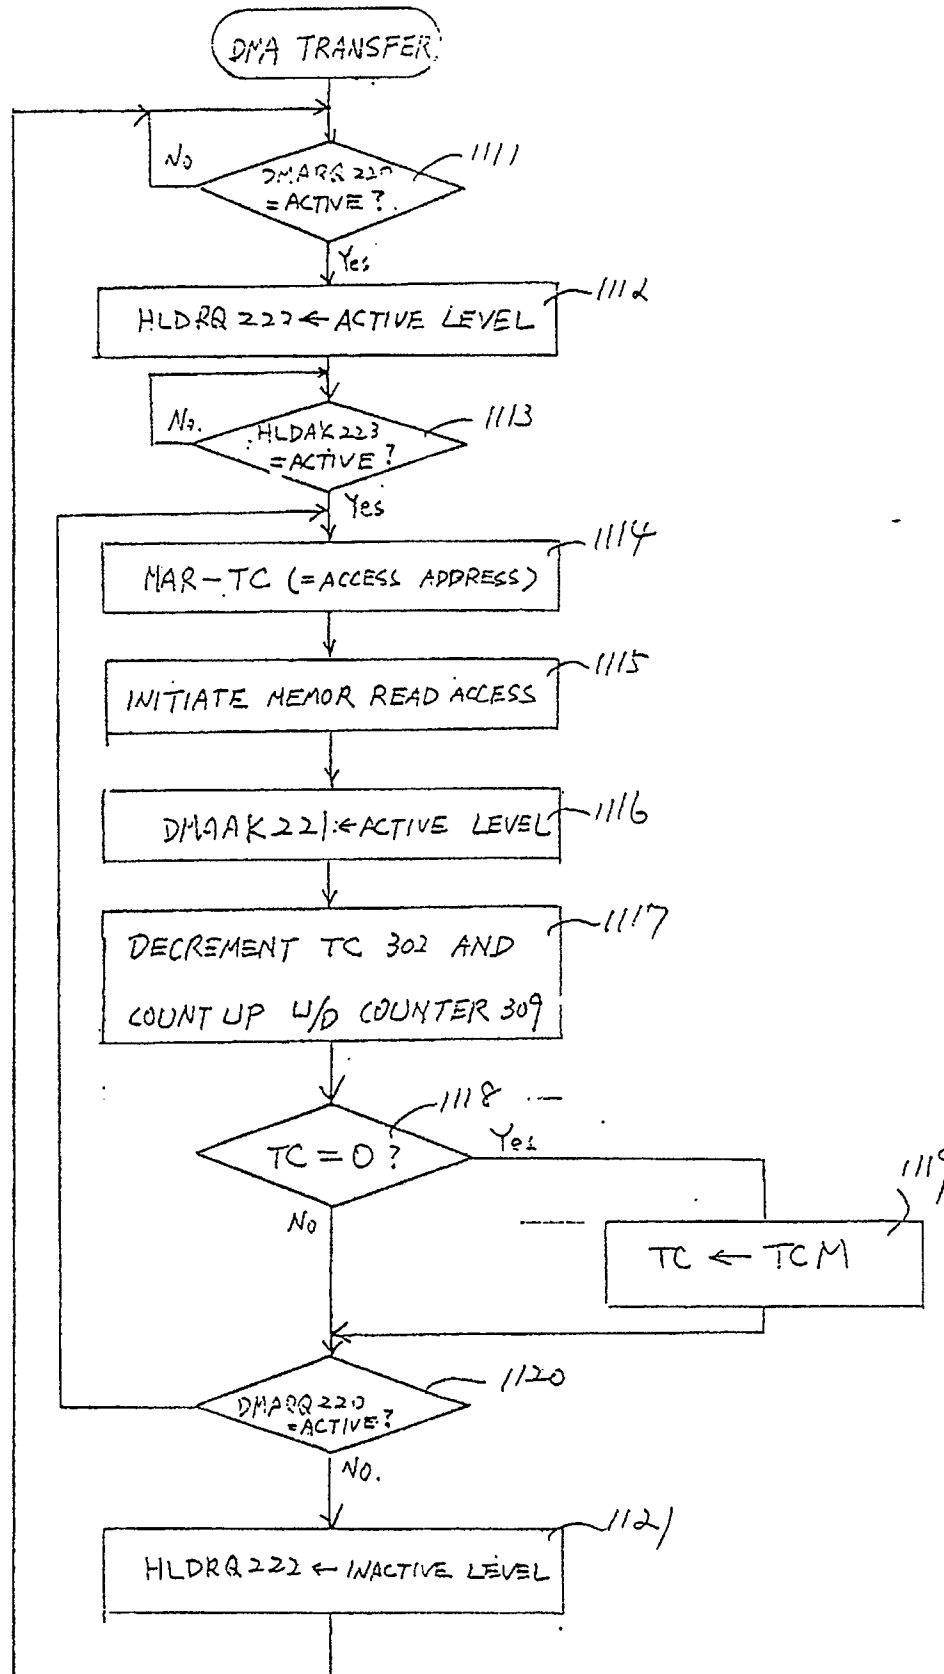 DMA TRANSFER
No
1111
DMARQ 220
= ACTIVE ?
Yes
1112
HLDRQ 222 ← ACTIVE LEVEL
No.
1113
HLDAK 223
= ACTIVE ?
Yes
1114
MAR - TC (= ACCESS ADDRESS)
1115
INITIATE MEMOR READ ACCESS
1116
DMAAK 221 ← ACTIVE LEVEL
1117
DECREMENT TC 302 AND
COUNT UP U/D COUNTER 309
1118
TC = 0 ?
Yes
1119
No
TC ← TCM
1120
DMARQ 220
= ACTIVE ?
NO.
1121
HLDRQ 222 ← INACTIVE LEVEL